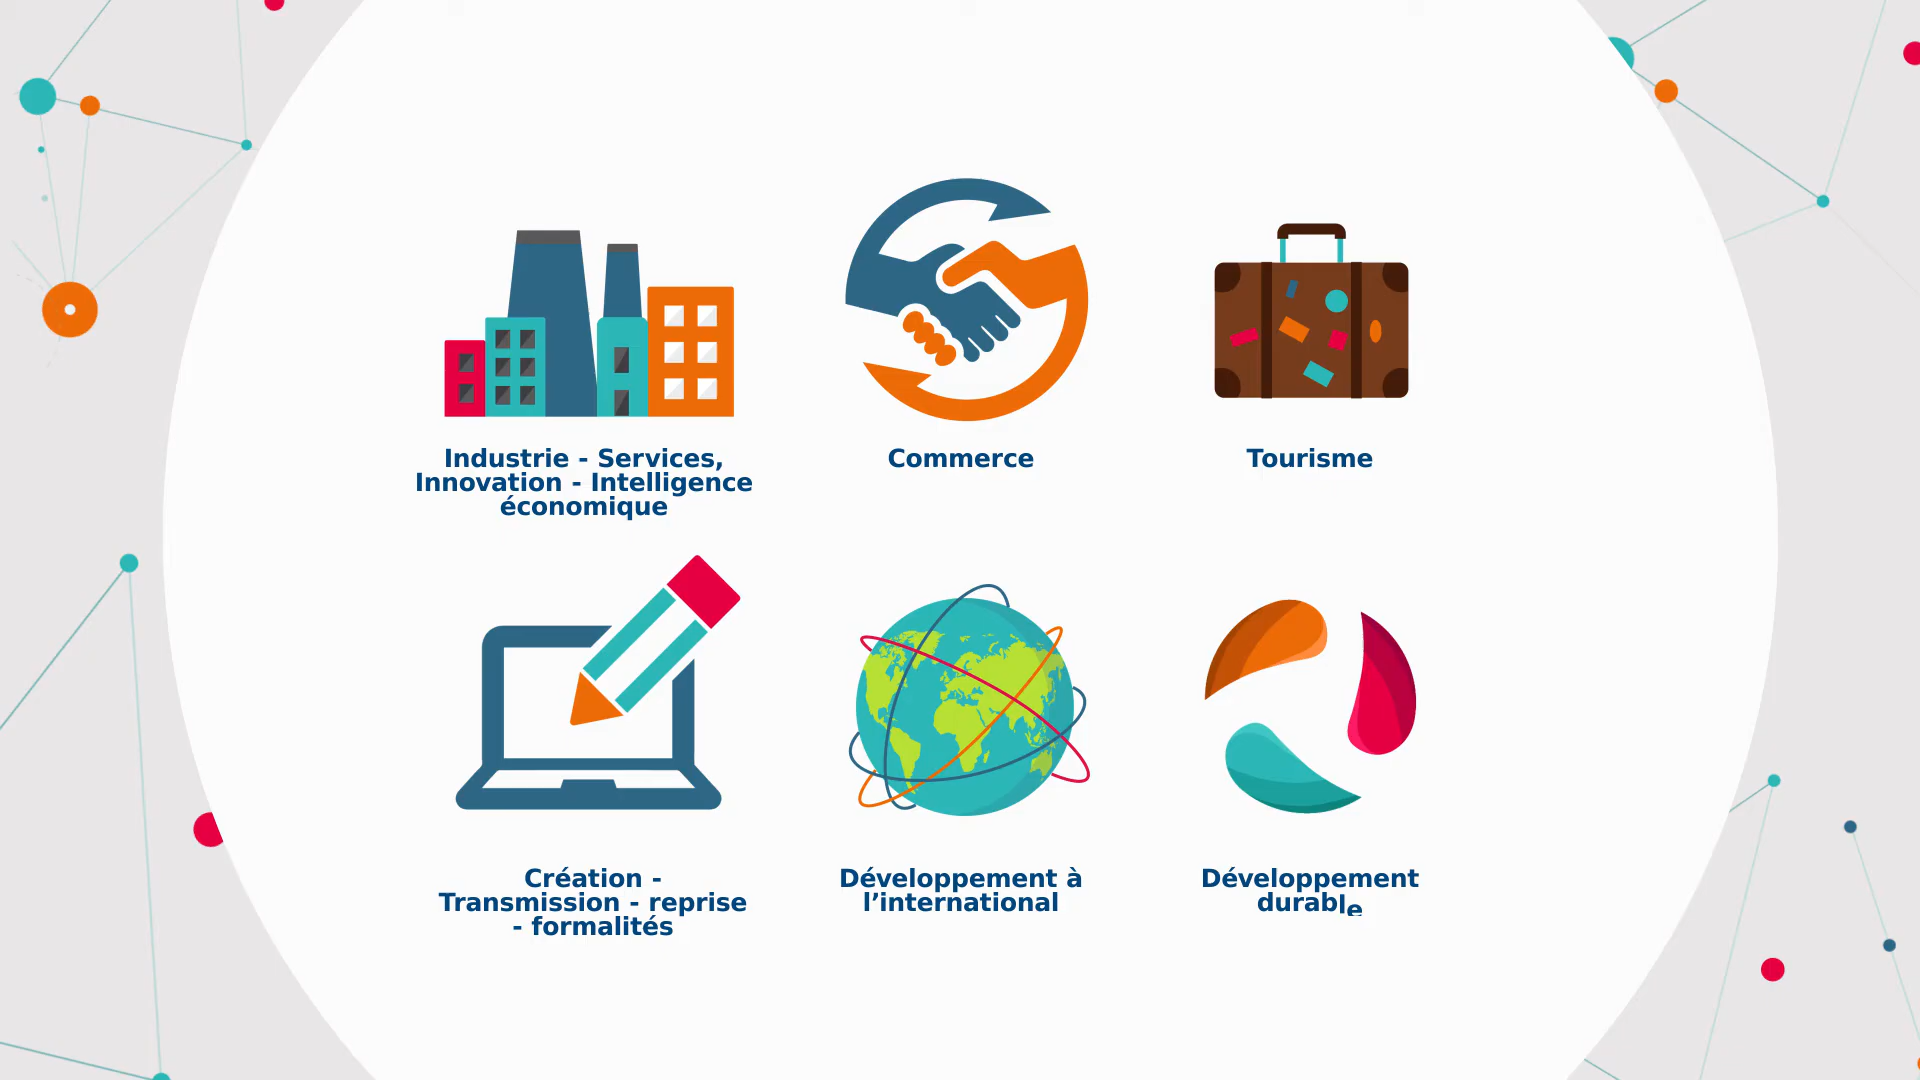 Industrie - Services,
Innovation - Intelligence
économique
Commerce
Tourisme
Création -
Transmission - reprise
- formalités
Développement à
l’international
Développement
durable